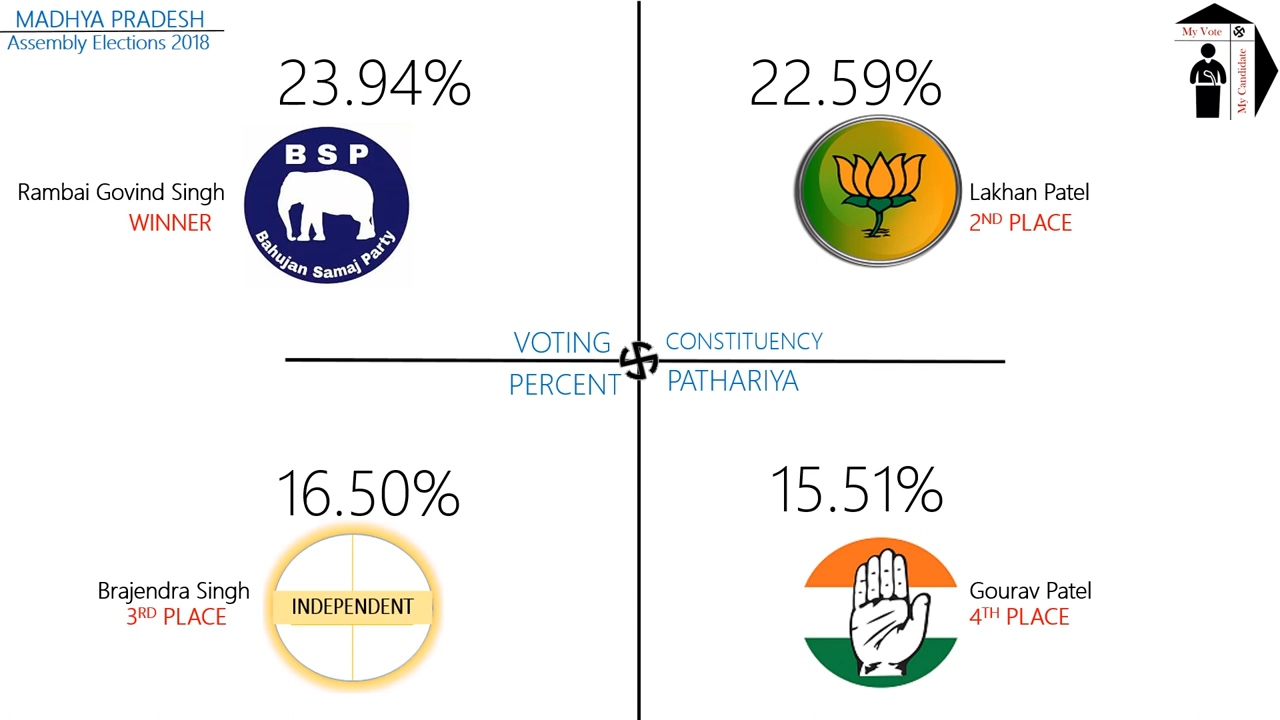 MADHYA PRADESH
Assembly Elections 2018
My Vote
My Candidate
23.94%
BSP
Bahujan Samaj Party
Rambai Govind Singh
WINNER
22.59%
Lakhan Patel
2ND PLACE
VOTING
PERCENT
CONSTITUENCY
PATHARIYA
16.50%
INDEPENDENT
Brajendra Singh
3RD PLACE
15.51%
Gourav Patel
4TH PLACE